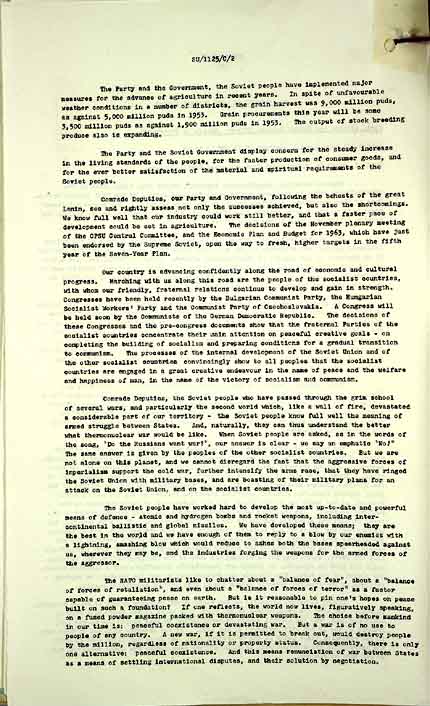 SU/1125/C/2
The Party and the Government, the Soviet people have implemented major
measures for the advance of agriculture in recent years. In spite of unfavourable
weather conditions in a number of districts, the grain harvest was 9,000 million puds,
as against 5,000 million puds in 1953. Grain procurements this year will be some
3,500 million puds as against 1,900 million puds in 1953. The output of stock breeding
produce also is expanding.
The Party and the Soviet Government display concern for the steady increase
in the living standards of the people, for the faster production of consumer goods, and
for the ever better satisfaction of the material and spiritual requirements of the
Soviet people.
Comrade Deputies, our Party and Government, following the behests of the great
Lenin, see and rightly assess not only the successes achieved, but also the shortcomings.
We know full well that our industry could work still better, and that a faster pace of
development could be set in agriculture. The decisions of the November plenary meeting
of the CPSU Central Committee, and the Economic Plan and Budget for 1963, which have just
been endorsed by the Supreme Soviet, open the way to fresh, higher targets in the fifth
year of the Seven-Year Plan.
Our country is advancing confidently along the road of economic and cultural
progress. Marching with us along this road are the people of the socialist countries,
with whom our friendly, fraternal relations continue to develop and gain in strength.
Congresses have been held recently by the Bulgarian Communist Party, the Hungarian
Socialist Workers' Party and the Communist Party of Czechoslovakia. A Congress will
be held soon by the Communists of the German Democratic Republic. The decisions of
these Congresses and the pre-congress documents show that the fraternal Parties of the
socialist countries concentrate their main attention on peaceful creative goals - on
completing the building of socialism and preparing conditions for a gradual transition
to communism. The processes of the internal development of the Soviet Union and of
the other socialist countries convincingly show to all peoples that the socialist
countries are engaged in a great creative endeavour in the name of peace and the welfare
and happiness of man, in the name of the victory of socialism and communism.
Comrade Deputies, the Soviet people who have passed through the grim school
of several wars, and particularly the second world war which, like a wall of fire, devastated
a considerable part of our territory - the Soviet people know full well the meaning of
armed struggle between States. And, naturally, they can thus understand the better
what thermonuclear war would be like. When Soviet people are asked, as in the words of
the song, 'Do the Russians want war?', our answer is clear - we say an emphatic 'No!'
The same answer is given by the peoples of the other socialist countries. But we are
not alone on this planet, and we cannot disregard the fact that the aggressive forces of
imperialism support the cold war, further intensify the arms race, that they have ringed
the Soviet Union with military bases, and are boasting of their military plans for an
attack on the Soviet Union, and on the socialist countries.
The Soviet people have worked hard to develop the most up-to-date and powerful
means of defence - atomic and hydrogen bombs and rocket weapons, including inter-
continental ballistic and global missiles. We have developed these means; they are
the best in the world and we have enough of them to reply to a blow by our enemies with
a lightning, smashing blow which would reduce to ashes both the bases spearheaded against
us, wherever they may be, and the industries forging the weapons for the armed forces of
the aggressor.
The NATO militarists like to chatter about a "balance of fear", about a "balance
of forces of retaliation", and even about a "balance of forces of terror" as a factor
capable of guaranteeing peace on earth. But is it reasonable to pin one's hopes on peace
built on such a foundation? If one reflects, the world now lives, figuratively speaking,
on a fused powder magazine packed with thermonuclear weapons. The choice before mankind
in our time is: peaceful coexistence or devastating war. But a war is of no use to
people of any country. A new war, if it is permitted to break out, would destroy people
by the million, regardless of nationality or property status. Consequently, there is only
one alternative: peaceful coexistence. And this means renunciation of war between States
as a means of settling international disputes, and their solution by negotiation.